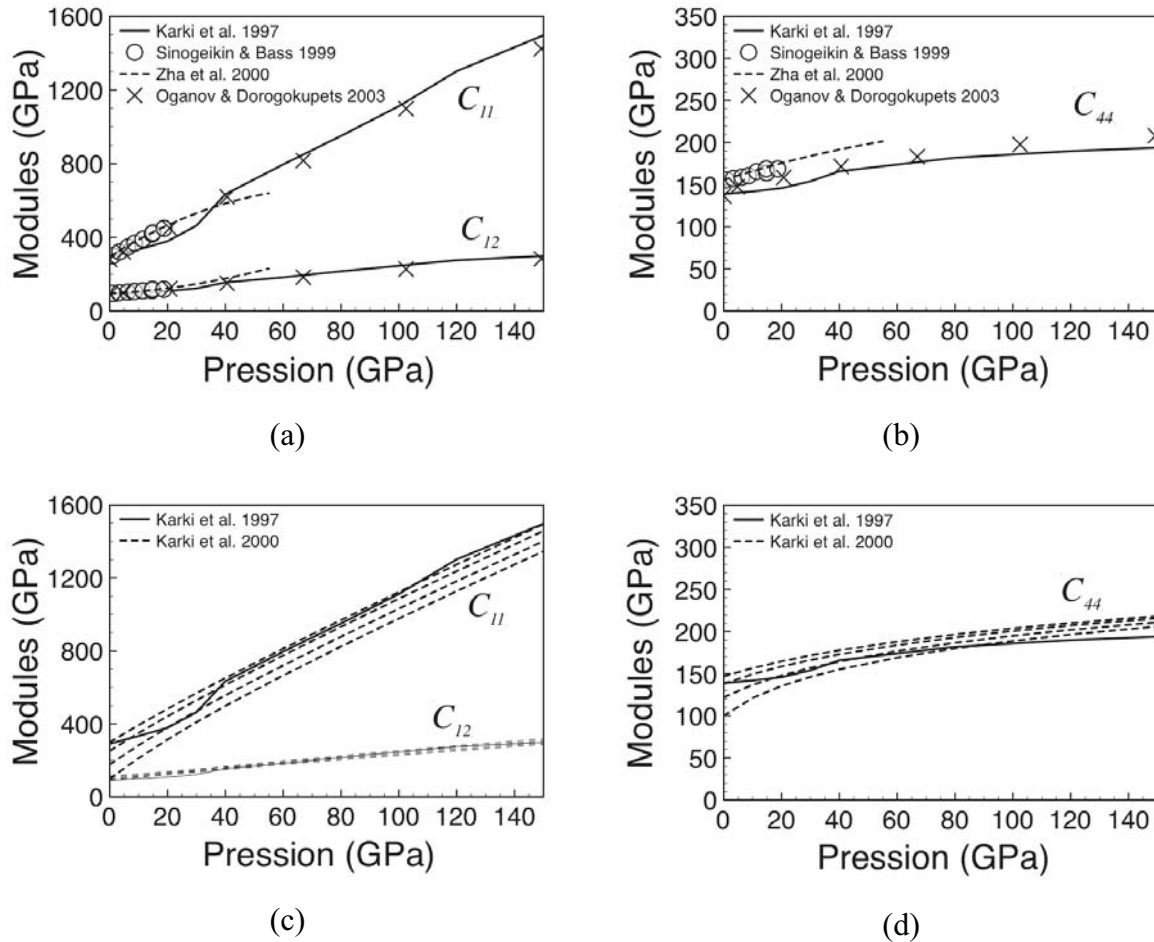 Karki et al. 1997
Sinogeikin & Bass 1999
Zha et al. 2000
Oganov & Dorogokupets 2003
C11
C12
Modules (GPa)
1600
1200
800
400
0
0 20 40 60 80 100 120 140
Pression (GPa)
(a)
Karki et al. 1997
Sinogeikin & Bass 1999
Zha et al. 2000
Oganov & Dorogokupets 2003
C44
Modules (GPa)
350
300
250
200
150
100
50
0
0 20 40 60 80 100 120 140
Pression (GPa)
(b)
Karki et al. 1997
Karki et al. 2000
C11
C12
Modules (GPa)
1600
1200
800
400
0
0 20 40 60 80 100 120 140
Pression (GPa)
(c)
Karki et al. 1997
Karki et al. 2000
C44
Modules (GPa)
350
300
250
200
150
100
50
0
0 20 40 60 80 100 120 140
Pression (GPa)
(d)